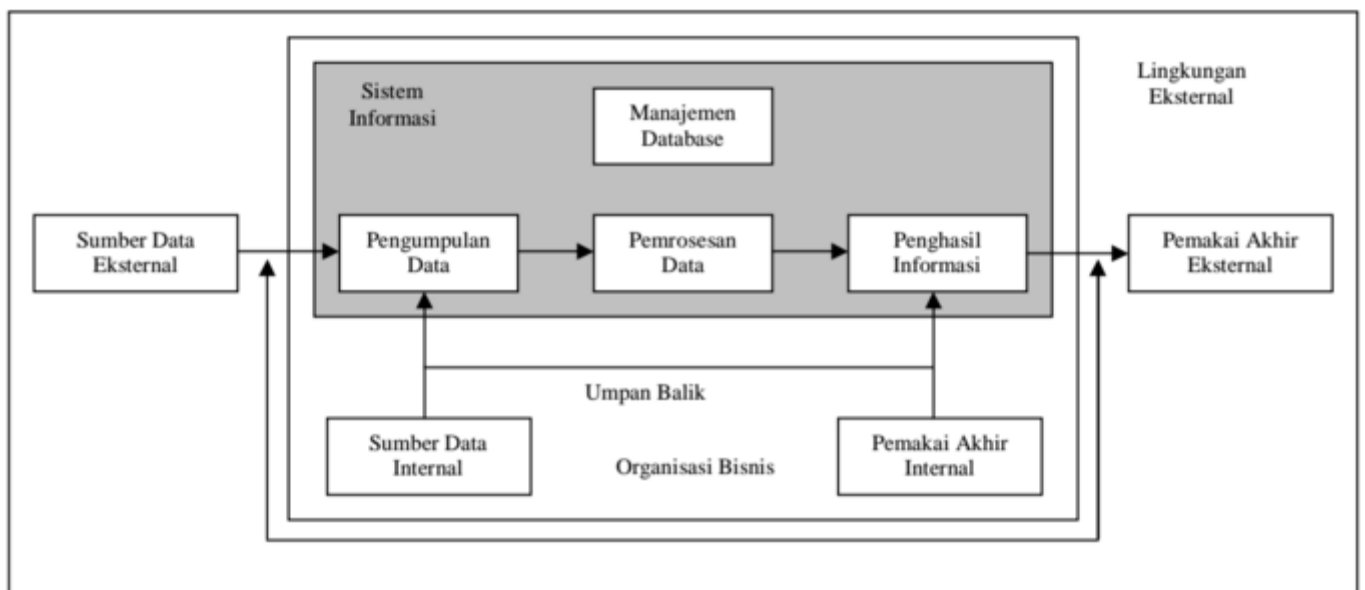 Lingkungan
Eksternal
Sistem
Informasi
Manajemen
Database
Sumber Data
Eksternal
Pengumpulan
Data
Pemrosesan
Data
Penghasil
Informasi
Pemakai Akhir
Eksternal
Umpan Balik
Sumber Data
Internal
Organisasi Bisnis
Pemakai Akhir
Internal